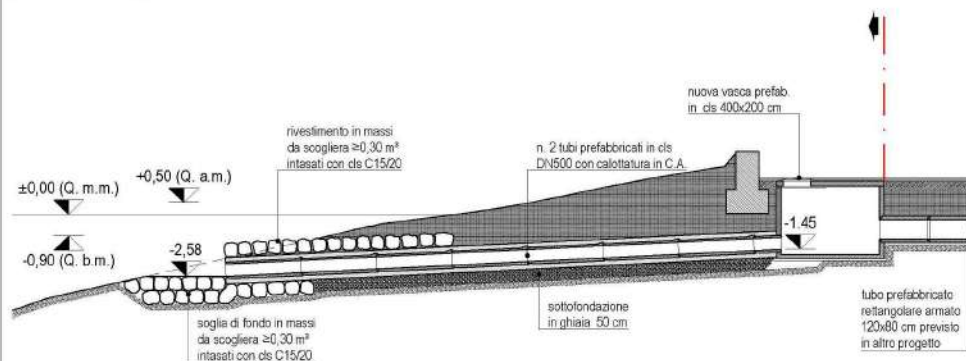 nuova vasca prefab.
in cls 400x200 cm
rivestimento in massi
da scogliera ≥0,30 m³
intasati con cls C15/20
n. 2 tubi prefabbricati in cls
DN500 con calottatura in C.A.
±0,00 (Q. m.m.)
+0,50 (Q. a.m.)
-0,90 (Q. b.m.)
-2,58
-1.45
soglia di fondo in massi
da scogliera ≥0,30 m³
intasati con cls C15/20
sottofondazione
in ghiaia 50 cm
tubo prefabbricato
rettangolare armato
120x80 cm previsto
in altro progetto